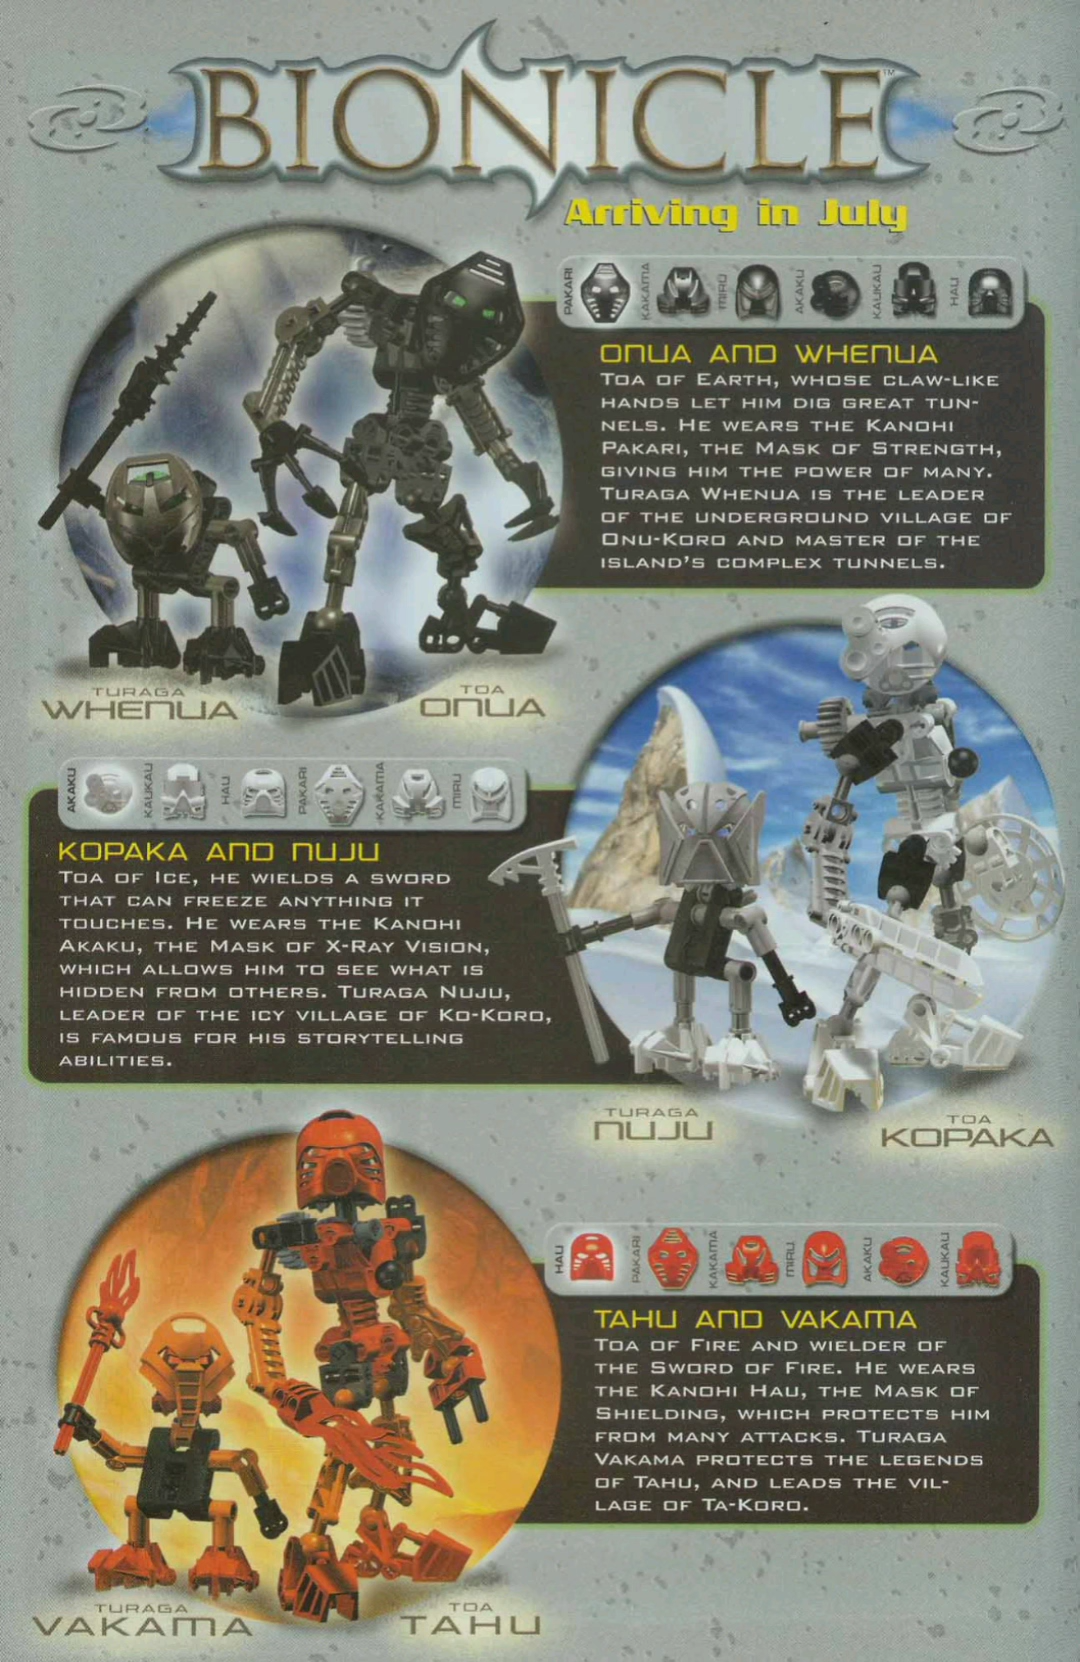 BIONICLE™
Arriving in July
PAKARI KAKAMA MIRU AKAKU KAUKAU HAU
ONUA AND WHENUA
TOA OF EARTH, WHOSE CLAW-LIKE
HANDS LET HIM DIG GREAT TUN-
NELS. HE WEARS THE KANOHI
PAKARI, THE MASK OF STRENGTH,
GIVING HIM THE POWER OF MANY.
TURAGA WHENUA IS THE LEADER
OF THE UNDERGROUND VILLAGE OF
ONU-KORO AND MASTER OF THE
ISLAND'S COMPLEX TUNNELS.
TURAGA
WHENUA
TOA
ONUA
AKAKU KAUKAU HAU PAKARI KAKAMA MIRU
KOPAKA AND NUJU
TOA OF ICE, HE WIELDS A SWORD
THAT CAN FREEZE ANYTHING IT
TOUCHES. HE WEARS THE KANOHI
AKAKU, THE MASK OF X-RAY VISION,
WHICH ALLOWS HIM TO SEE WHAT IS
HIDDEN FROM OTHERS. TURAGA NUJU,
LEADER OF THE ICY VILLAGE OF KO-KORO,
IS FAMOUS FOR HIS STORYTELLING
ABILITIES.
TURAGA
NUJU
TOA
KOPAKA
HAU PAKARI KAKAMA MIRU AKAKU KAUKAU
TAHU AND VAKAMA
TOA OF FIRE AND WIELDER OF
THE SWORD OF FIRE. HE WEARS
THE KANOHI HAU, THE MASK OF
SHIELDING, WHICH PROTECTS HIM
FROM MANY ATTACKS. TURAGA
VAKAMA PROTECTS THE LEGENDS
OF TAHU, AND LEADS THE VIL-
LAGE OF TA-KORO.
TURAGA
VAKAMA
TOA
TAHU